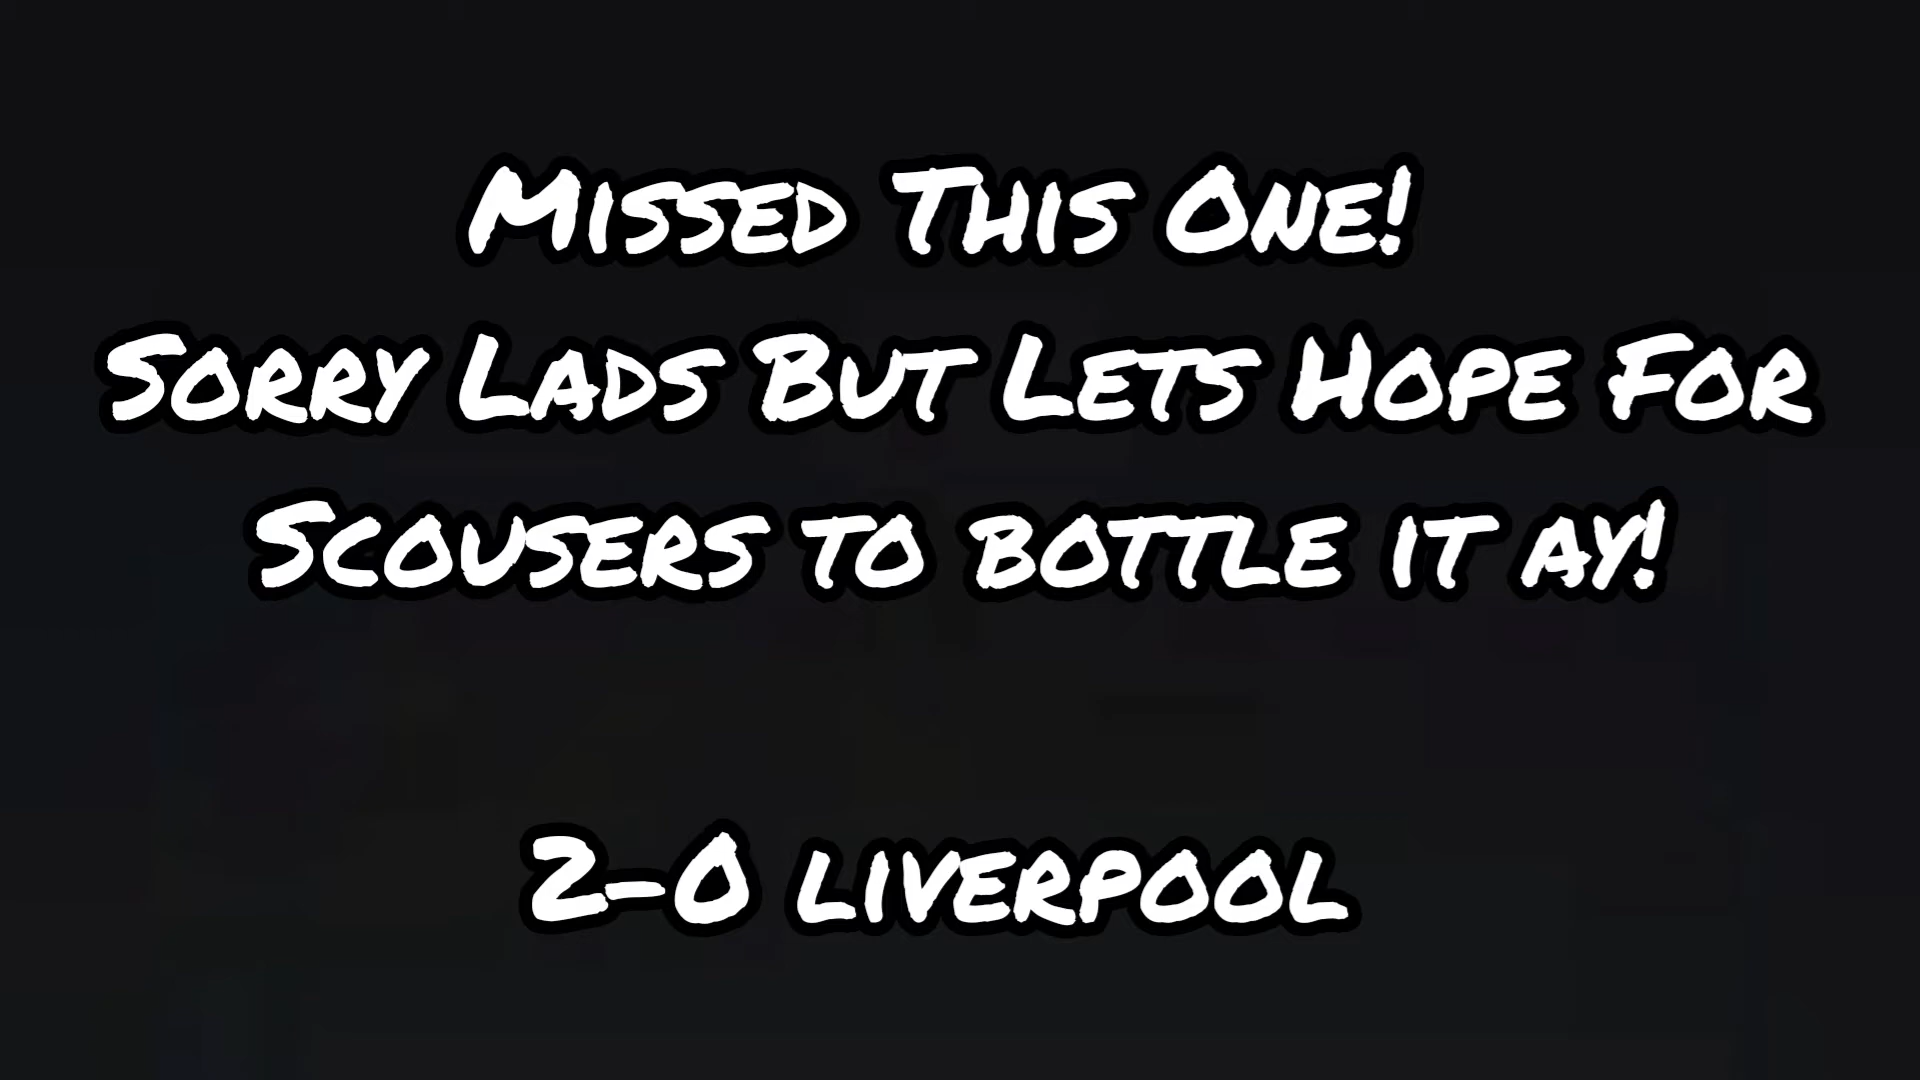 Missed This One!
Sorry Lads But Lets Hope For
Scousers to bottle it ay!
2-0 liverpool